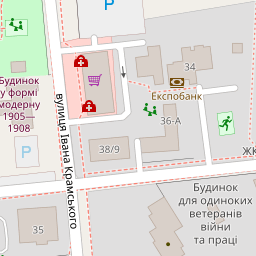 P
34
Експобанк
36-А
Будинок
у форми
модерну
1905—
1908
вулиця Івана Крамського
38/9
P
ЖК
Будинок
для одиноких
ветеранів
війни
та праці
35